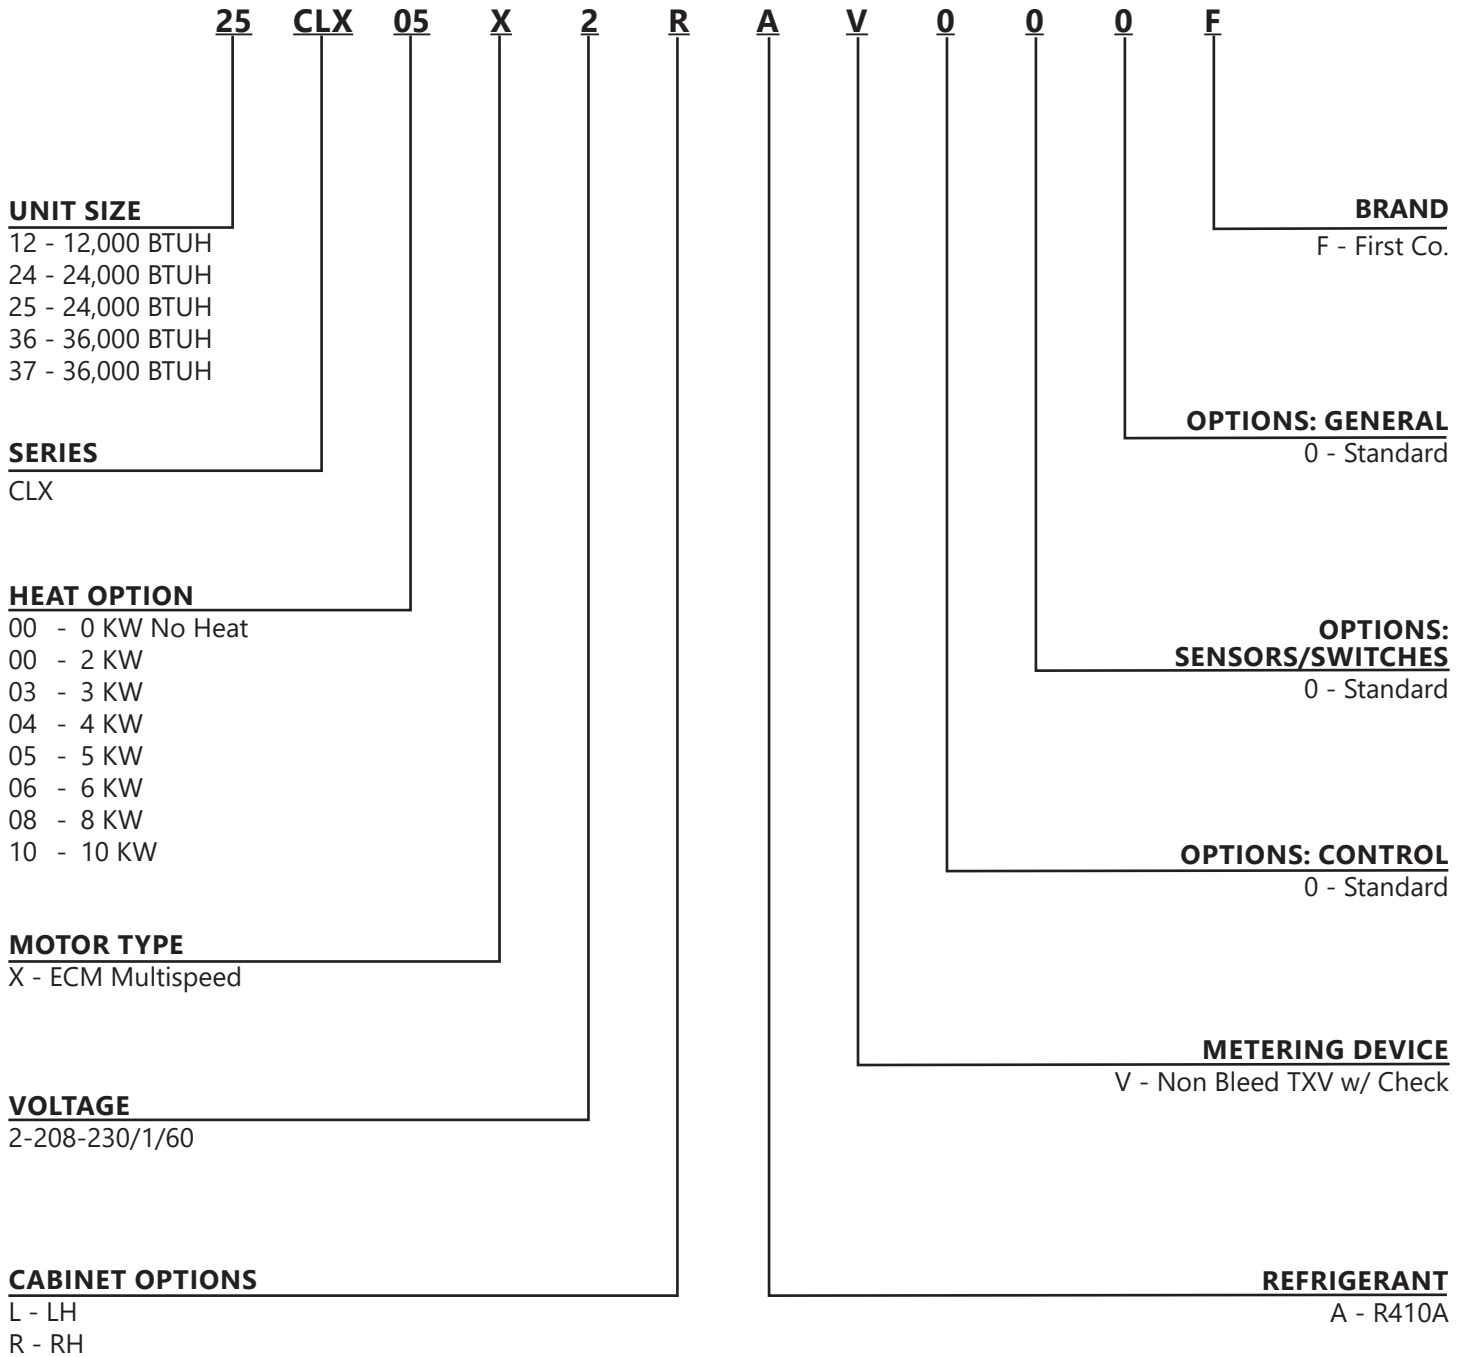 25 CLX 05 X 2 R A V 0 0 0 F
UNIT SIZE
12 - 12,000 BTUH
24 - 24,000 BTUH
25 - 24,000 BTUH
36 - 36,000 BTUH
37 - 36,000 BTUH
SERIES
CLX
HEAT OPTION
00 - 0 KW No Heat
00 - 2 KW
03 - 3 KW
04 - 4 KW
05 - 5 KW
06 - 6 KW
08 - 8 KW
10 - 10 KW
MOTOR TYPE
X - ECM Multispeed
VOLTAGE
2-208-230/1/60
CABINET OPTIONS
L - LH
R - RH
BRAND
F - First Co.
OPTIONS: GENERAL
0 - Standard
OPTIONS:
SENSORS/SWITCHES
0 - Standard
OPTIONS: CONTROL
0 - Standard
METERING DEVICE
V - Non Bleed TXV w/ Check
REFRIGERANT
A - R410A